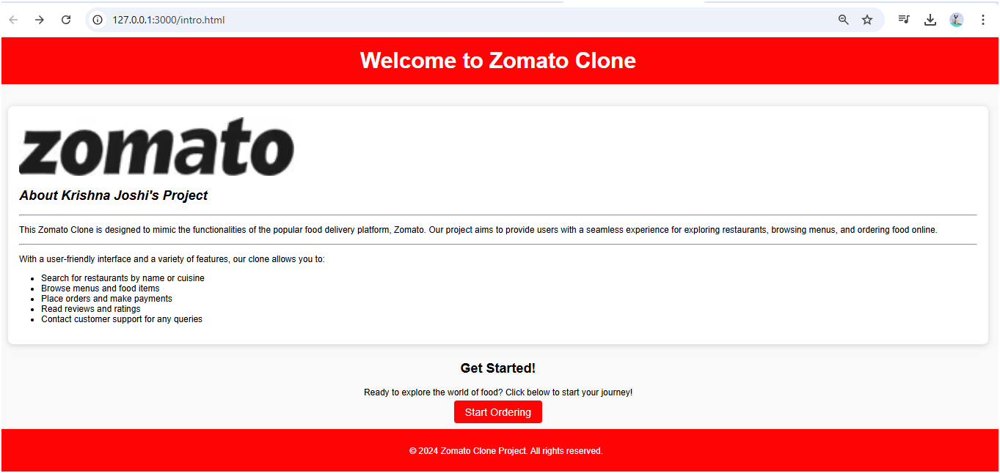 127.0.0.1:3000/intro.html
Welcome to Zomato Clone
zomato
About Krishna Joshi's Project
This Zomato Clone is designed to mimic the functionalities of the popular food delivery platform, Zomato. Our project aims to provide users with a seamless experience for exploring restaurants, browsing menus, and ordering food online.
With a user-friendly interface and a variety of features, our clone allows you to:
• Search for restaurants by name or cuisine
• Browse menus and food items
• Place orders and make payments
• Read reviews and ratings
• Contact customer support for any queries
Get Started!
Ready to explore the world of food? Click below to start your journey!
Start Ordering
© 2024 Zomato Clone Project. All rights reserved.